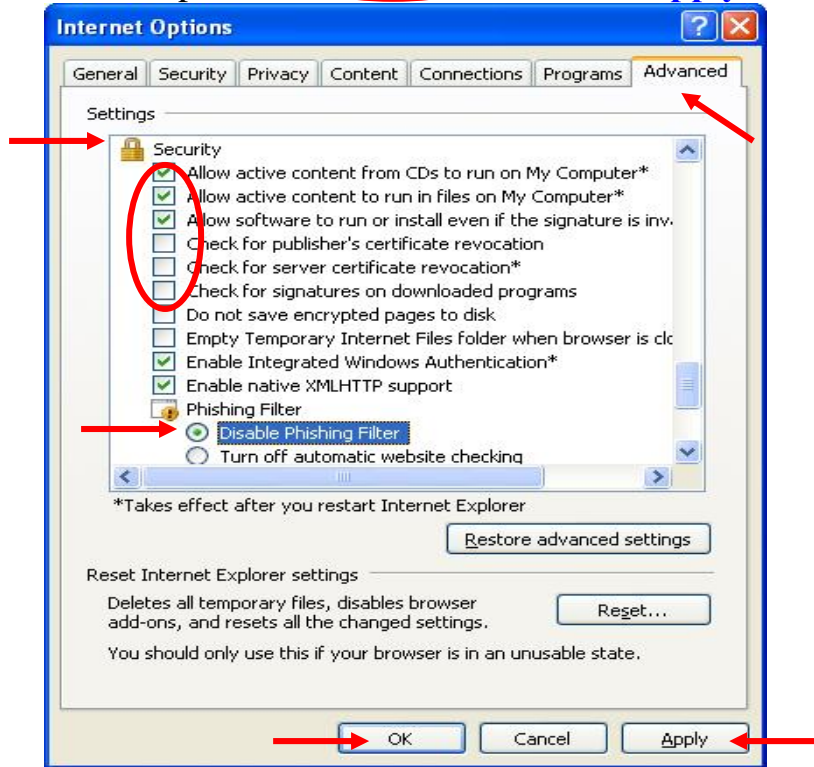 Internet Options
General Security Privacy Content Connections Programs Advanced
Settings
Security
Allow active content from CDs to run on My Computer*
Allow active content to run in files on My Computer*
Allow software to run or install even if the signature is inv
Check for publisher's certificate revocation
Check for server certificate revocation*
Check for signatures on downloaded programs
Do not save encrypted pages to disk
Empty Temporary Internet Files folder when browser is clo
Enable Integrated Windows Authentication*
Enable native XMLHTTP support
Phishing Filter
Disable Phishing Filter
Turn off automatic website checking
*Takes effect after you restart Internet Explorer
Restore advanced settings
Reset Internet Explorer settings
Deletes all temporary files, disables browser
add-ons, and resets all the changed settings.
Reset...
You should only use this if your browser is in an unusable state.
OK Cancel Apply